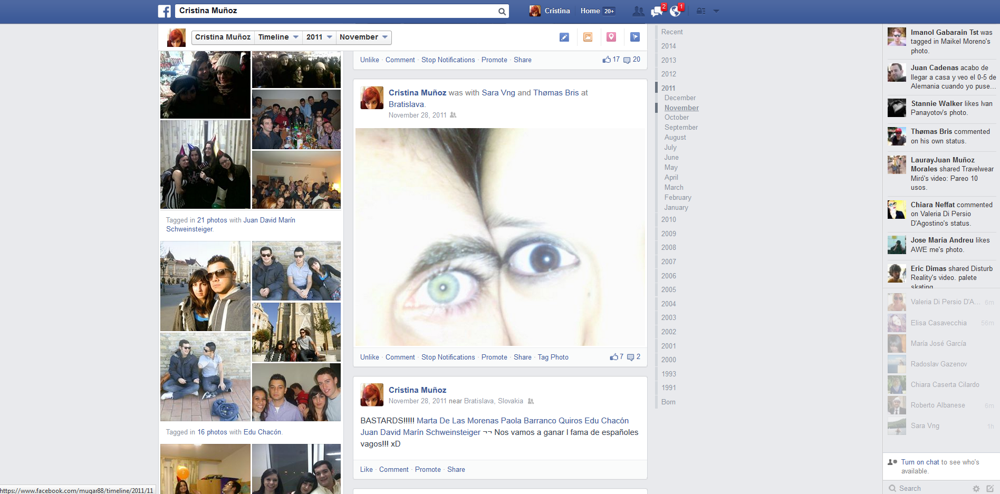 Cristina Muñoz
Cristina
Home 20+
2
1
Cristina Muñoz Timeline 2011 November
Tagged in 21 photos with Juan David Marín
Schweinsteiger.
Tagged in 16 photos with Edu Chacón.
Unlike · Comment · Stop Notifications · Promote · Share 17 20
Cristina Muñoz was with Sara Vng and Thømas Bris at
Bratislava.
November 28, 2011
Unlike · Comment · Stop Notifications · Promote · Share · Tag Photo 7 2
Cristina Muñoz
November 28, 2011 near Bratislava, Slovakia
BASTARDS!!!!! Marta De Las Morenas Paola Barranco Quiros Edu Chacón
Juan David Marín Schweinsteiger ¬¬ Nos vamos a ganar l fama de españoles
vagos!!! xD
Like · Comment · Promote · Share
Recent
2014
2013
2012
2011
December
November
October
September
August
July
June
May
April
March
February
January
2010
2009
2008
2007
2006
2005
2004
2003
2002
2001
2000
1993
1991
Born
Imanol Gabarain Tst was
tagged in Maikel Moreno's
photo.
Juan Cadenas acabo de
llegar a casa y veo el 0-5 de
Alemania cuando yo puse...
Stannie Walker likes Ivan
Panayotov's photo.
Thømas Bris commented
on his own status.
LaurayJuan Muñoz
Morales shared Travelwear
Miró's video: Pareo 10
usos.
Chiara Neffat commented
on Valeria Di Persio
D'Agostino's status.
Jose María Andreu likes
AWE me's photo.
Eric Dimas shared Disturb
Reality's video. palete
skating
Valeria Di Persio D'A... 6m
Elisa Casavecchia 56m
María José García
Radoslav Gazenov
Chiara Caserta Cilardo
Roberto Albanese 6m
Sara Vng 1h
Turn on chat to see who's
available.
Search
https://www.facebook.com/mugar88/timeline/2011/11